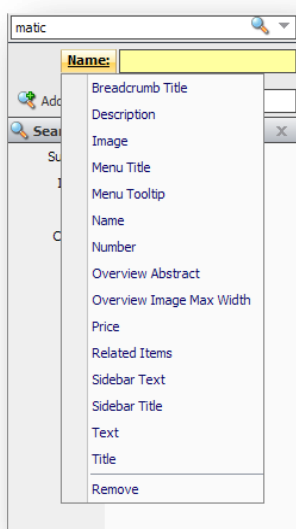 matic
Name:
Breadcrumb Title
Description
Image
Menu Title
Menu Tooltip
Name
Number
Overview Abstract
Overview Image Max Width
Price
Related Items
Sidebar Text
Sidebar Title
Text
Title
Remove